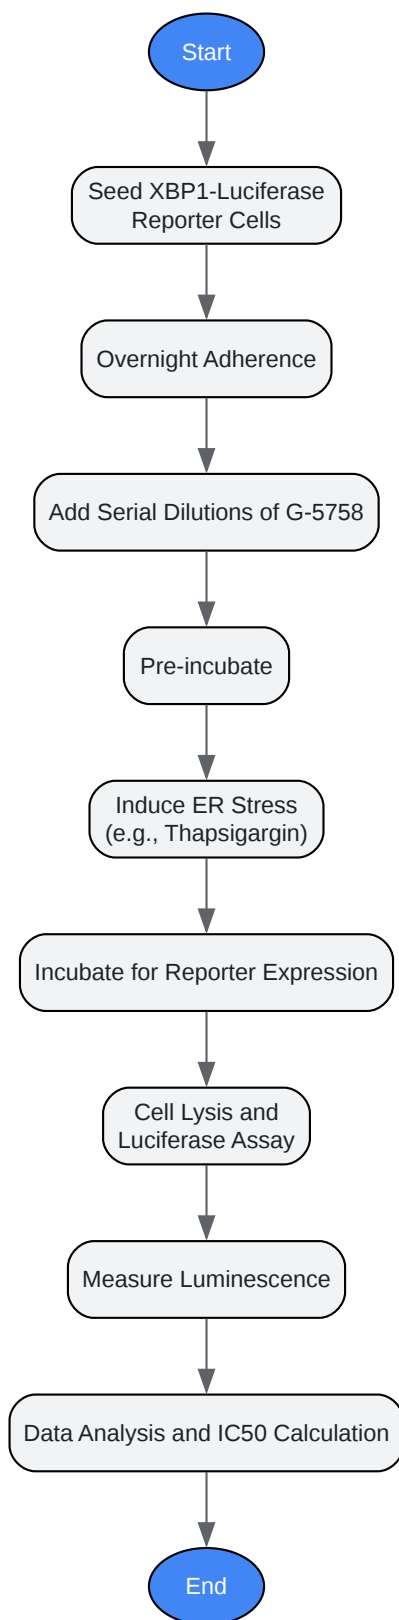 Start
Seed XBP1-Luciferase
Reporter Cells
Overnight Adherence
Add Serial Dilutions of G-5758
Pre-incubate
Induce ER Stress
(e.g., Thapsigargin)
Incubate for Reporter Expression
Cell Lysis and
Luciferase Assay
Measure Luminescence
Data Analysis and IC50 Calculation
End